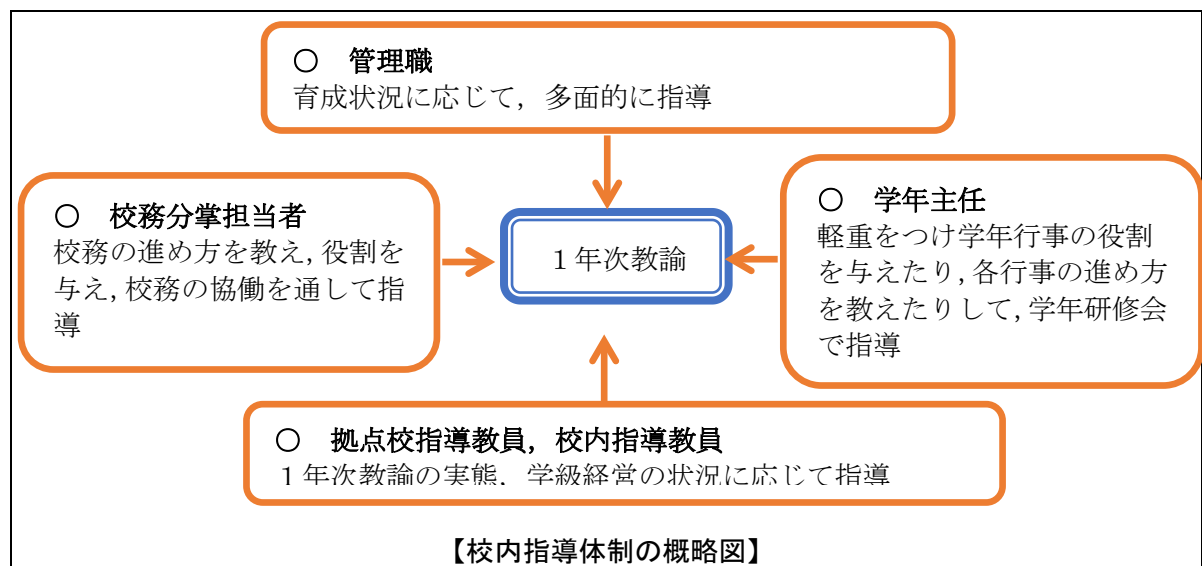 ○ 管理職
育成状況に応じて，多面的に指導
○ 校務分掌担当者
校務の進め方を教え,役割を
与え,校務の協働を通して指
導
１年次教諭
○ 学年主任
軽重をつけ学年行事の役割
を与えたり,各行事の進め方
を教えたりして,学年研修会
で指導
○ 拠点校指導教員，校内指導教員
１年次教諭の実態，学級経営の状況に応じて指導
【校内指導体制の概略図】